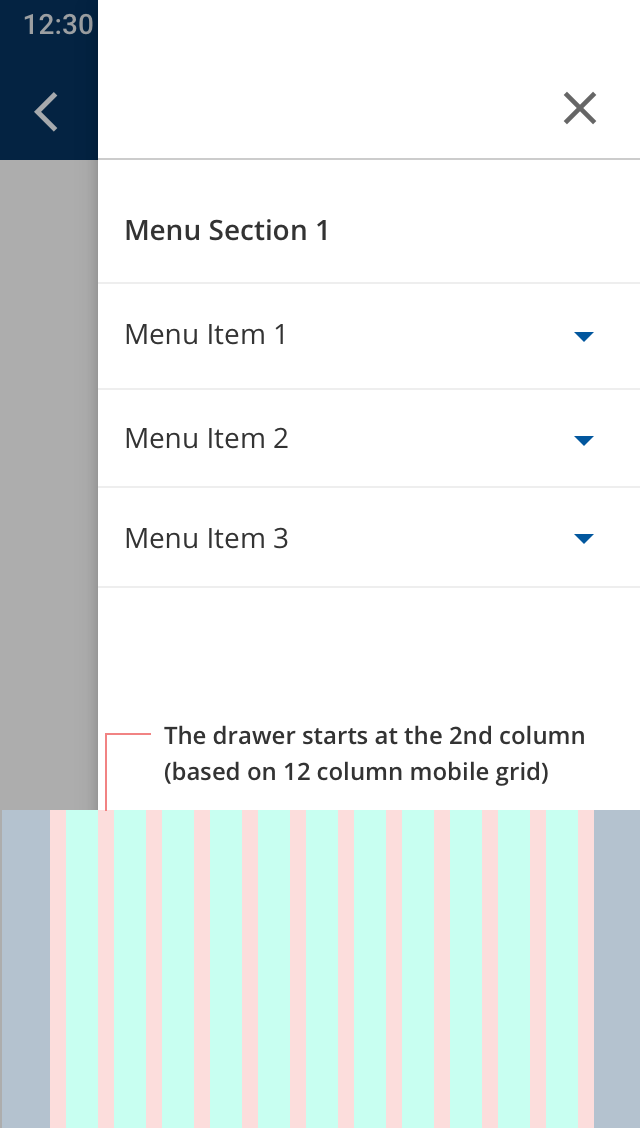 12:30
Menu Section 1
Menu Item 1
Menu Item 2
Menu Item 3
The drawer starts at the 2nd column
(based on 12 column mobile grid)